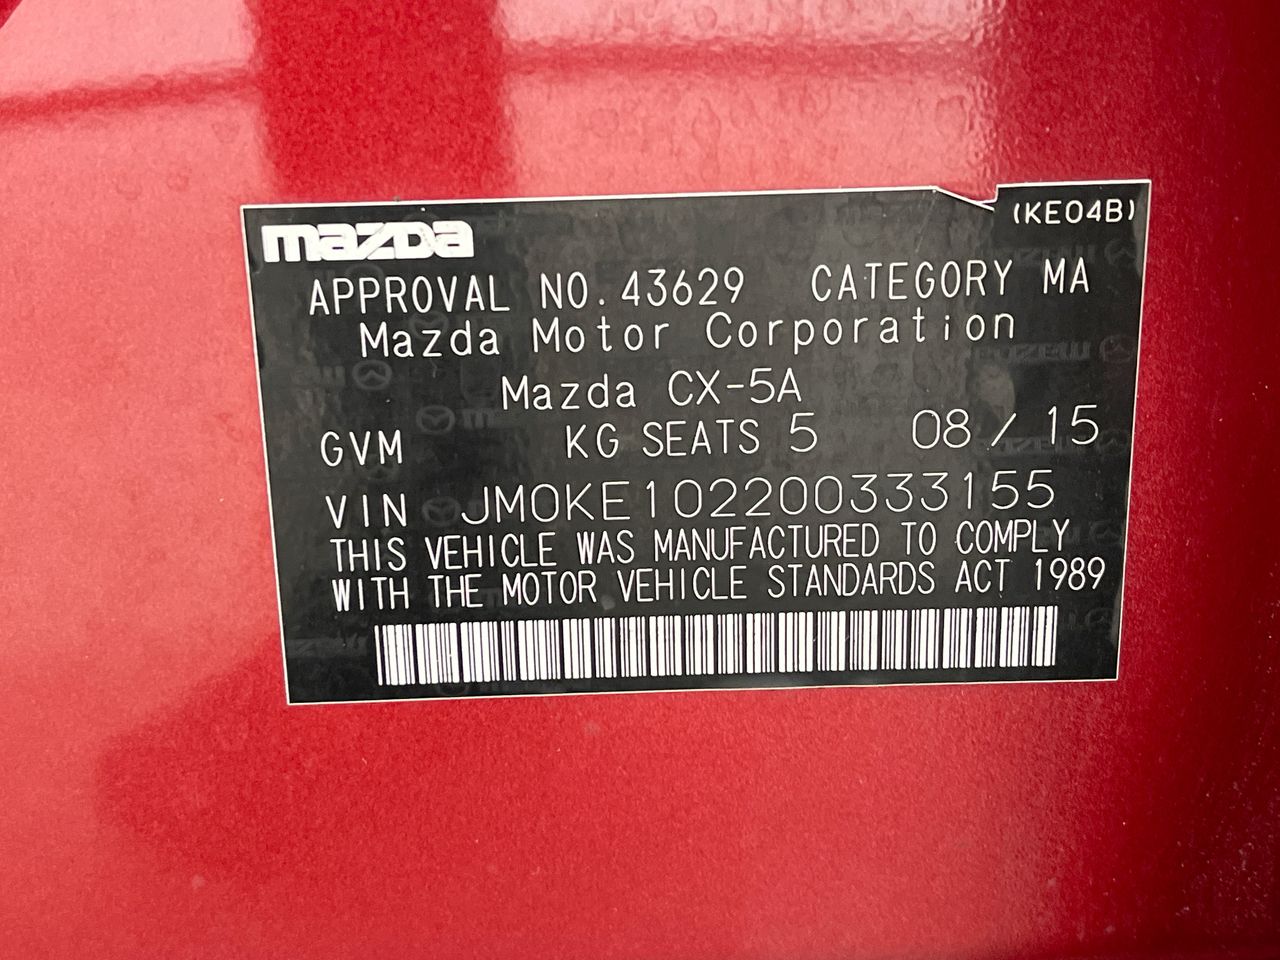 (KE04B)
mazda
APPROVAL NO. 43629 CATEGORY MA
Mazda Motor Corporation
Mazda CX-5A
GVM KG SEATS 5 08 / 15
VIN JM0KE102200333155
THIS VEHICLE WAS MANUFACTURED TO COMPLY
WITH THE MOTOR VEHICLE STANDARDS ACT 1989